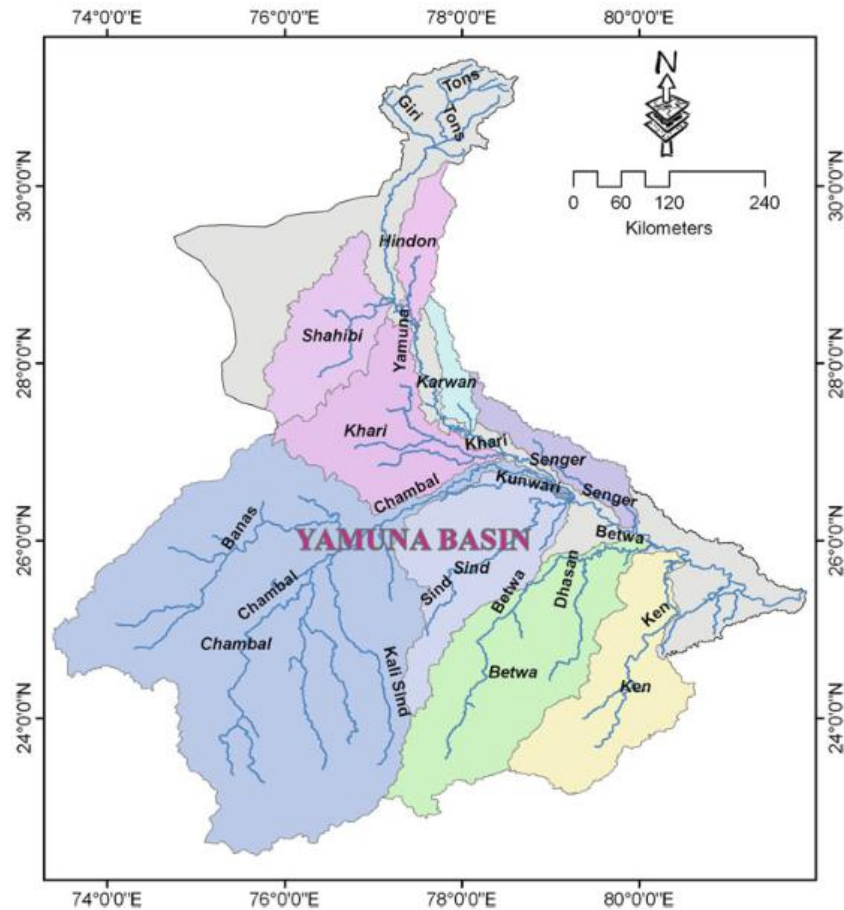 74°0'0"E 76°0'0"E 78°0'0"E 80°0'0"E
N
0 60 120 240
Kilometers
30°0'0"N
28°0'0"N
26°0'0"N
24°0'0"N
30°0'0"N
28°0'0"N
26°0'0"N
24°0'0"N
Tons
Giri
Tons
Hindon
Shahibi
Yamuna
Karwan
Khari
Khari
Senger
Chambal
Kunwari
Senger
Banas
YAMUNA BASIN
Betwa
Sind
Sind
Betwa
Dhasan
Chambal
Chambal
Kali Sind
Ken
Betwa
Ken
74°0'0"E 76°0'0"E 78°0'0"E 80°0'0"E